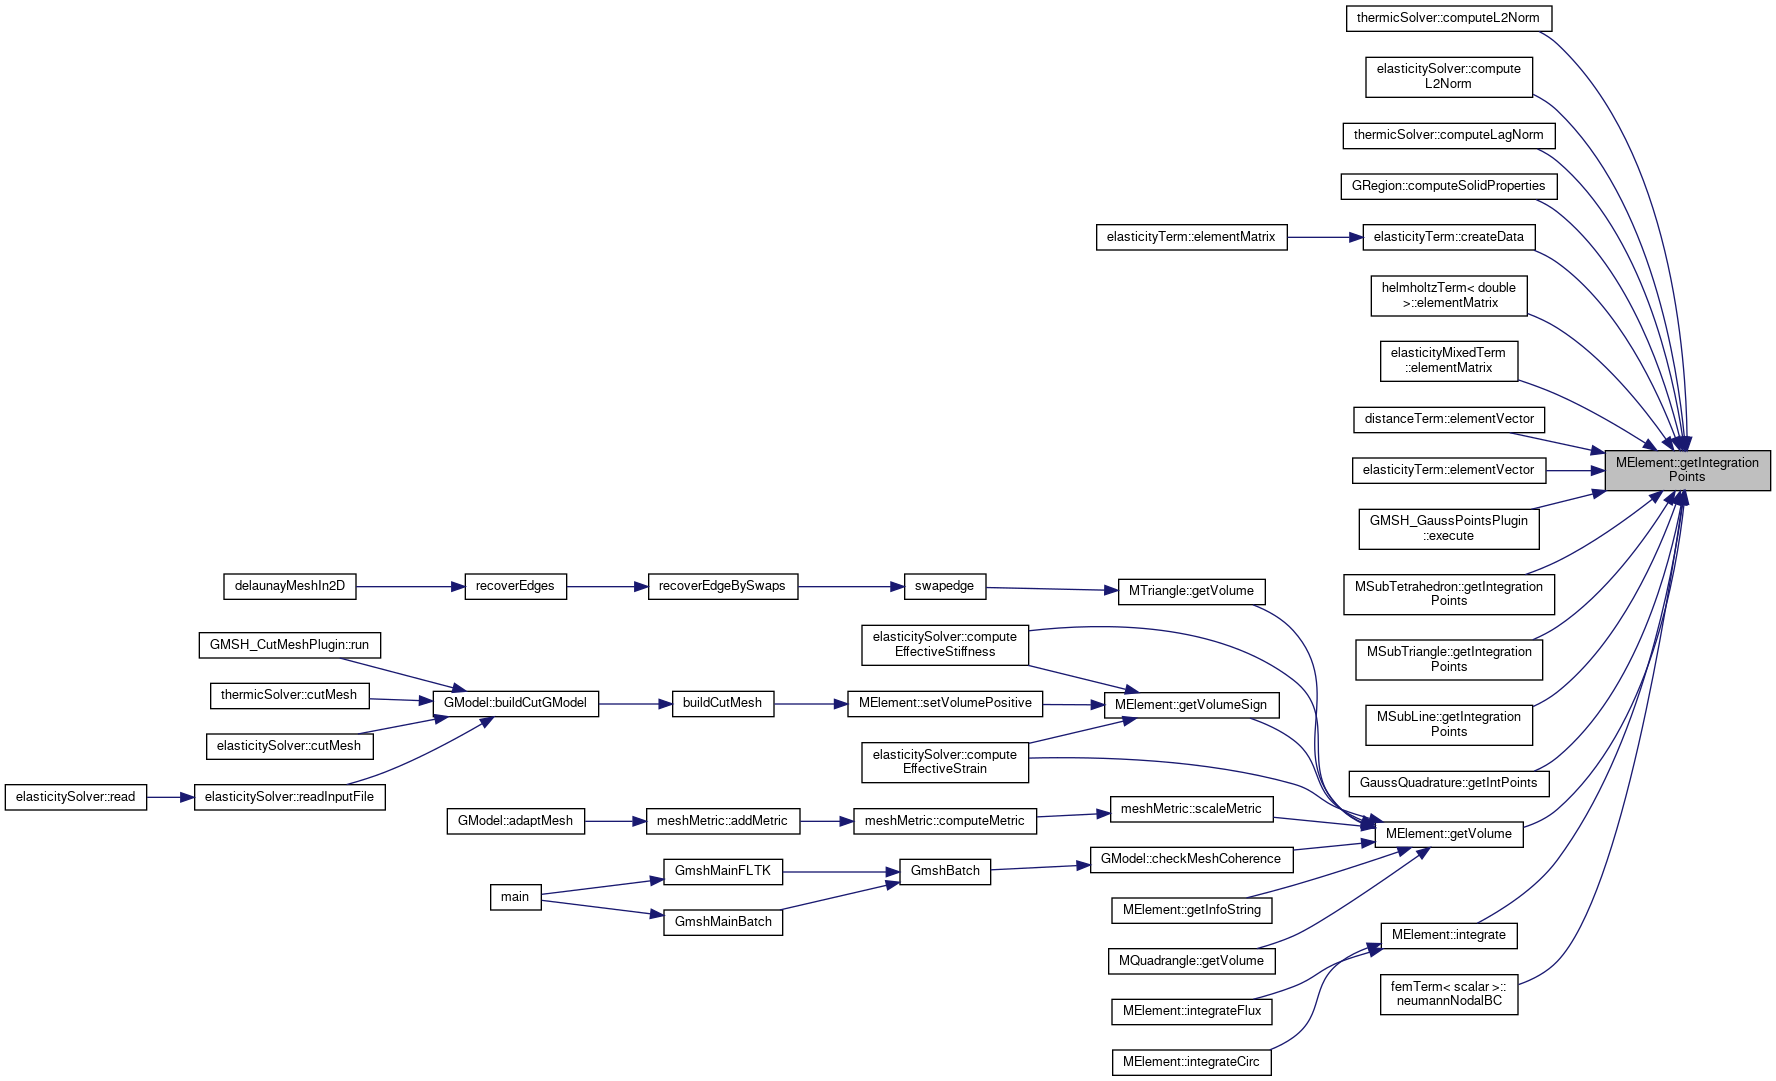 thermicSolver::computeL2Norm
elasticitySolver::compute
L2Norm
thermicSolver::computeLagNorm
GRegion::computeSolidProperties
elasticityTerm::elementMatrix
elasticityTerm::createData
helmholtzTerm< double
>::elementMatrix
elasticityMixedTerm
::elementMatrix
distanceTerm::elementVector
elasticityTerm::elementVector
MElement::getIntegration
Points
GMSH_GaussPointsPlugin
::execute
MSubTetrahedron::getIntegration
Points
delaunayMeshIn2D
recoverEdges
recoverEdgeBySwaps
swapedge
MTriangle::getVolume
elasticitySolver::compute
EffectiveStiffness
GMSH_CutMeshPlugin::run
MSubTriangle::getIntegration
Points
thermicSolver::cutMesh
GModel::buildCutGModel
buildCutMesh
MElement::setVolumePositive
MElement::getVolumeSign
MSubLine::getIntegration
Points
elasticitySolver::cutMesh
elasticitySolver::compute
EffectiveStrain
GaussQuadrature::getIntPoints
elasticitySolver::read
elasticitySolver::readInputFile
GModel::adaptMesh
meshMetric::addMetric
meshMetric::computeMetric
meshMetric::scaleMetric
MElement::getVolume
GModel::checkMeshCoherence
GmshMainFLTK
GmshBatch
main
GmshMainBatch
MElement::getInfoString
MElement::integrate
MQuadrangle::getVolume
femTerm< scalar >::
neumannNodalBC
MElement::integrateFlux
MElement::integrateCirc